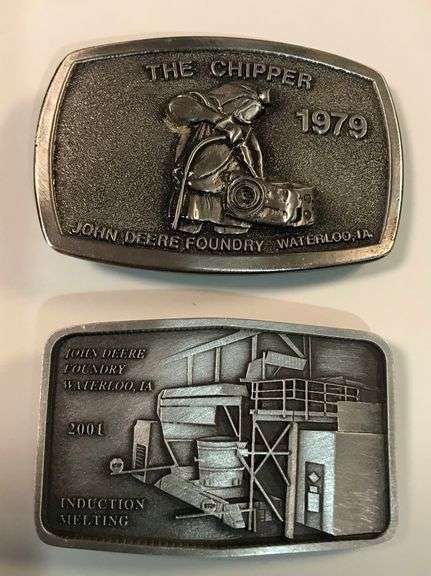 THE CHIPPER
1979
JOHN DEERE FOUNDRY WATERLOO, IA.
JOHN DEERE
FOUNDRY
WATERLOO, IA
2001
INDUCTION
MELTING